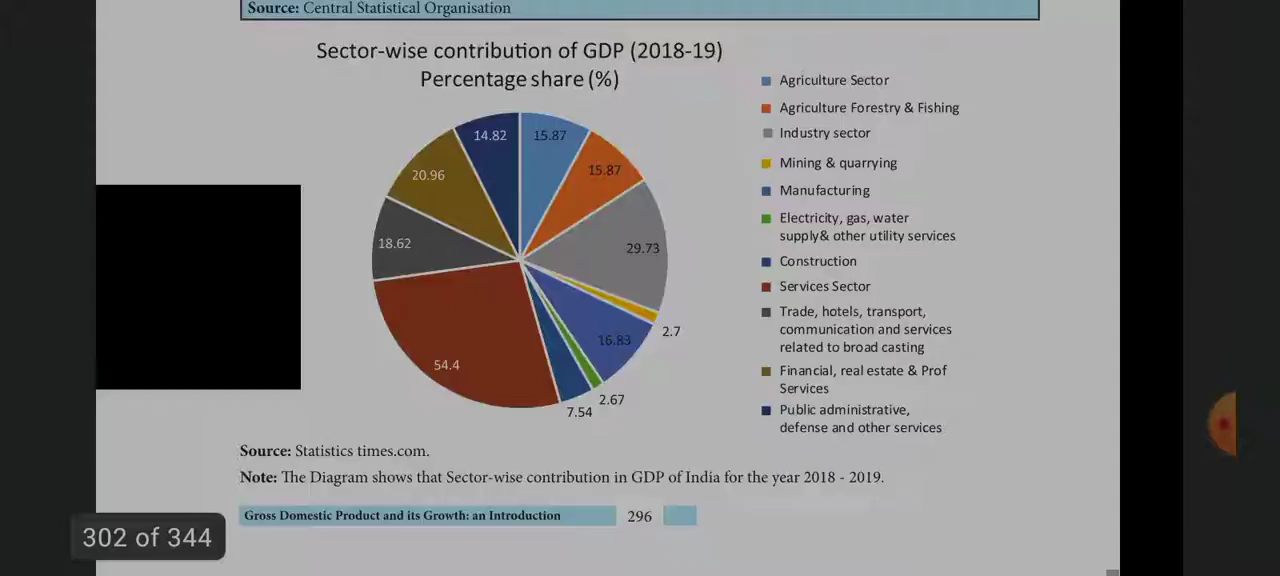 Source: Central Statistical Organisation
Sector-wise contribution of GDP (2018-19)
Percentage share (%)
14.82
15.87
15.87
20.96
18.62
29.73
2.7
16.83
54.4
2.67
7.54
Agriculture Sector
Agriculture Forestry & Fishing
Industry sector
Mining & quarrying
Manufacturing
Electricity, gas, water
supply& other utility services
Construction
Services Sector
Trade, hotels, transport,
communication and services
related to broad casting
Financial, real estate & Prof
Services
Public administrative,
defense and other services
Source: Statistics times.com.
Note: The Diagram shows that Sector-wise contribution in GDP of India for the year 2018 - 2019.
Gross Domestic Product and its Growth: an Introduction
296
302 of 344